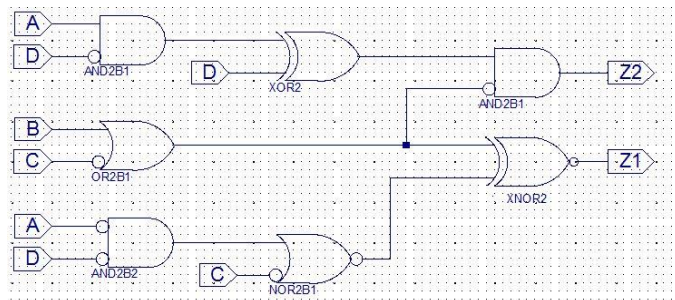 A
D
AND2B1
D
XOR2
AND2B1
Z2
B
C
OR2B1
XNOR2
Z1
A
D
AND2B2
C
NOR2B1